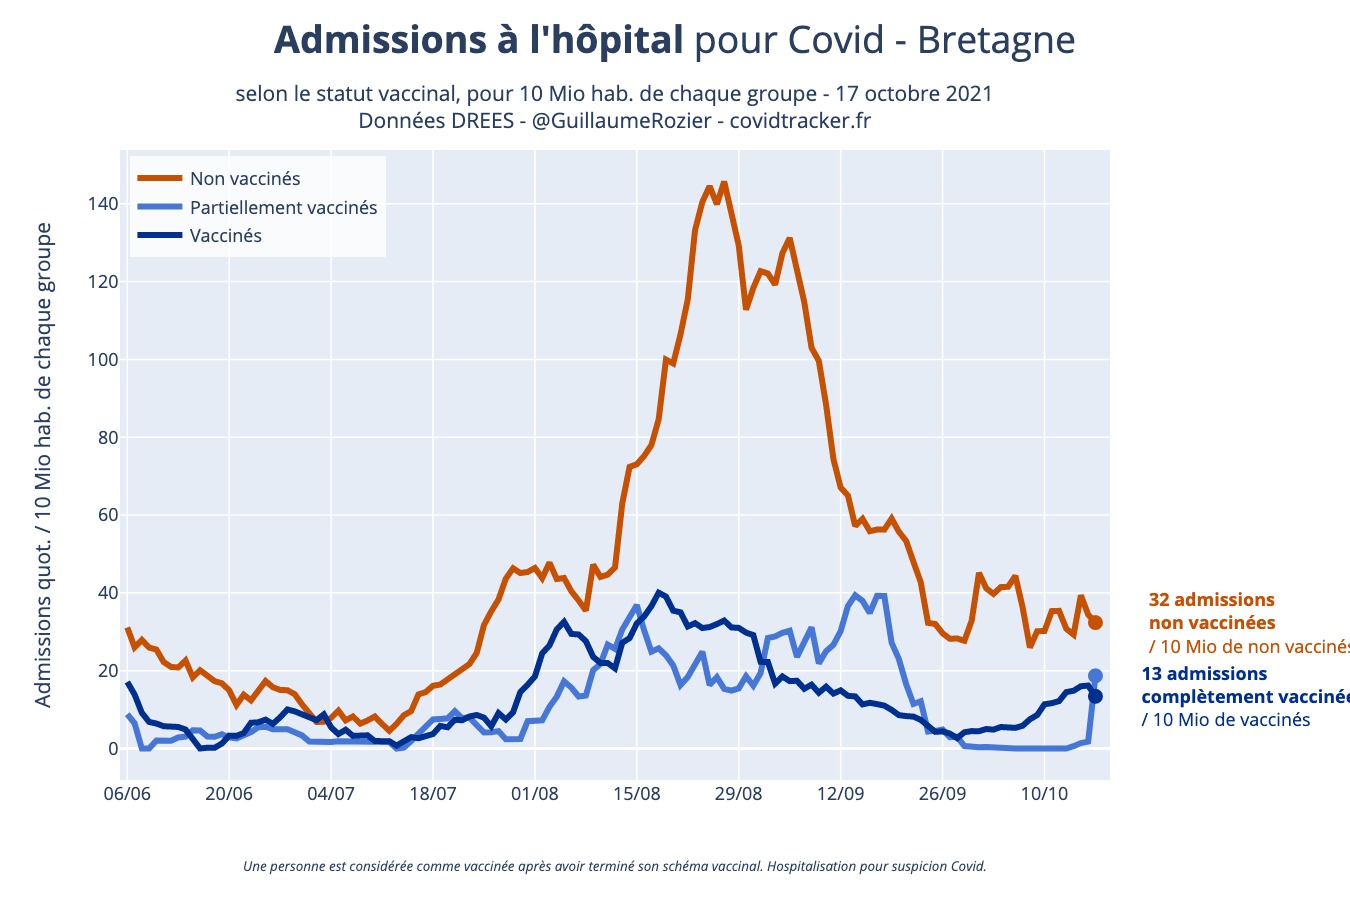 Admissions à l'hôpital pour Covid - Bretagne
selon le statut vaccinal, pour 10 Mio hab. de chaque groupe - 17 octobre 2021
Données DREES - @GuillaumeRozier - covidtracker.fr
Non vaccinés
Partiellement vaccinés
Vaccinés
Admissions quot. / 10 Mio hab. de chaque groupe
140
120
100
80
60
40
20
0
06/06
20/06
04/07
18/07
01/08
15/08
29/08
12/09
26/09
10/10
32 admissions
non vaccinées
/ 10 Mio de non vaccinés
13 admissions
complètement vaccinée
/ 10 Mio de vaccinés
Une personne est considérée comme vaccinée après avoir terminé son schéma vaccinal. Hospitalisation pour suspicion Covid.